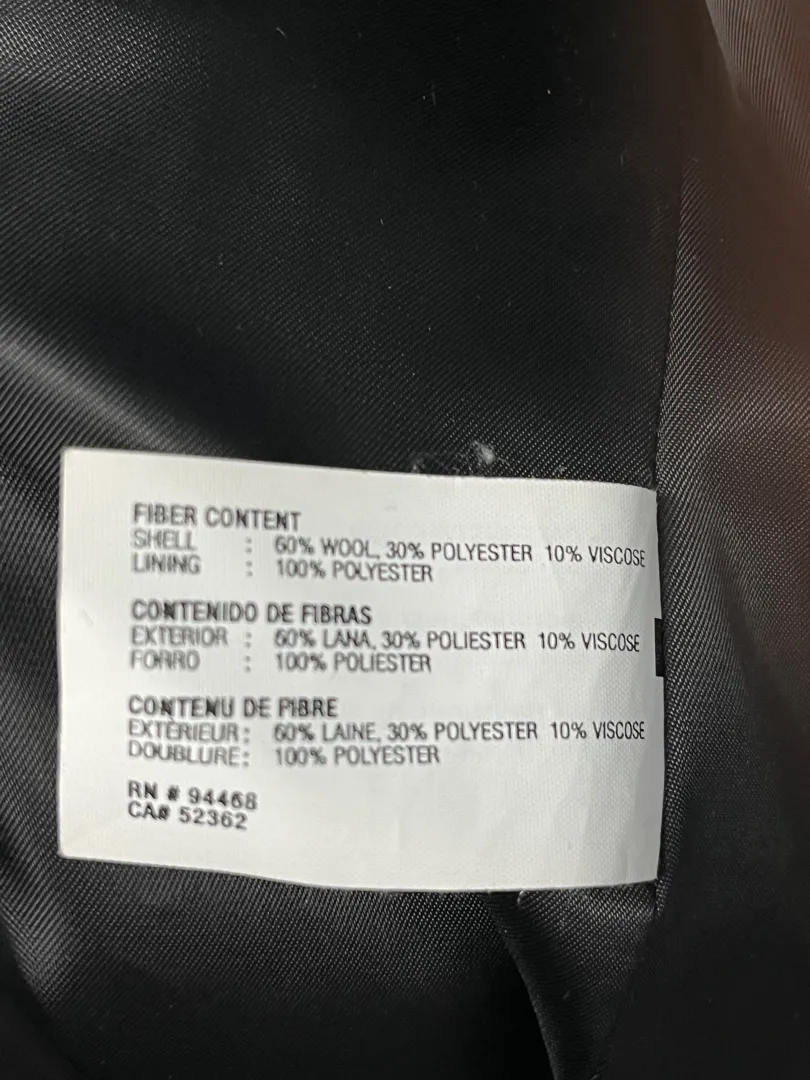 FIBER CONTENT
SHELL : 60% WOOL, 30% POLYESTER 10% VISCOSE
LINING : 100% POLYESTER
CONTENIDO DE FIBRAS
EXTERIOR : 60% LANA, 30% POLIESTER 10% VISCOSE
FORRO : 100% POLIESTER
CONTENU DE FIBRE
EXTÉRIEUR : 60% LAINE, 30% POLYESTER 10% VISCOSE
DOUBLURE : 100% POLYESTER
RN # 94468
CA# 52362